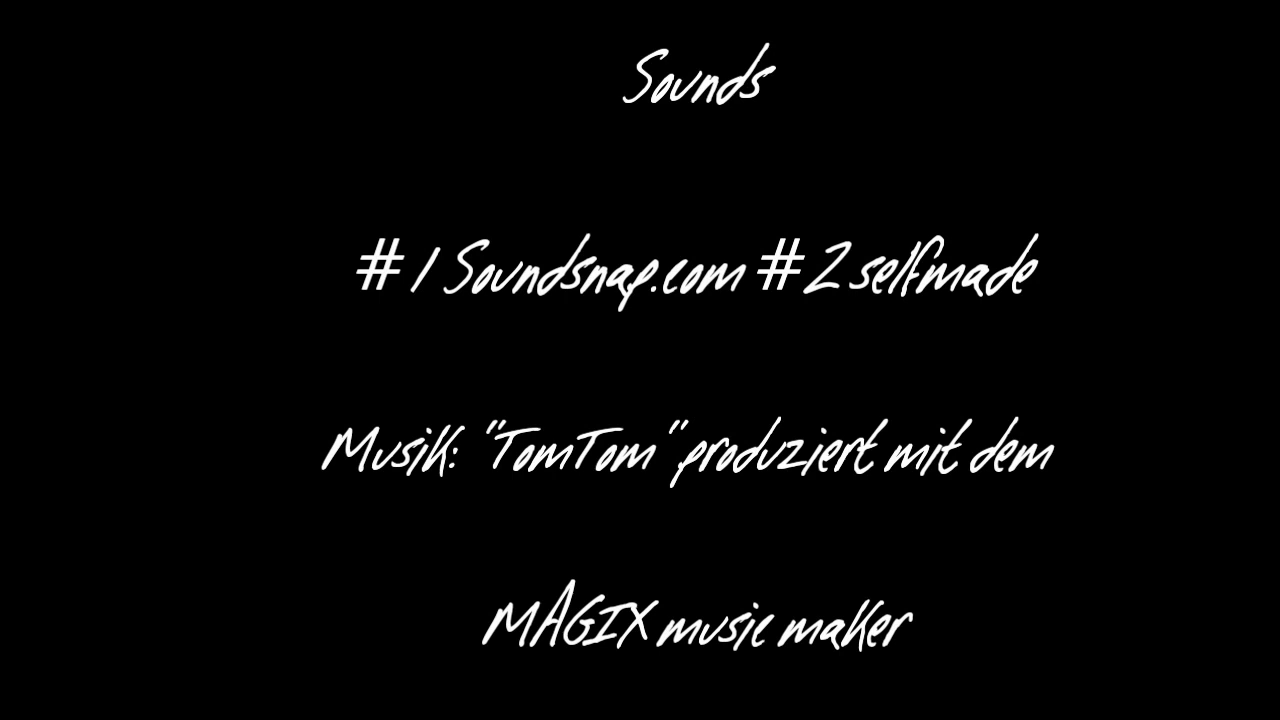 Sounds
#1 Soundsnap.com #2 selfmade
Musik: "TomTom" produziert mit dem
MAGIX music maker